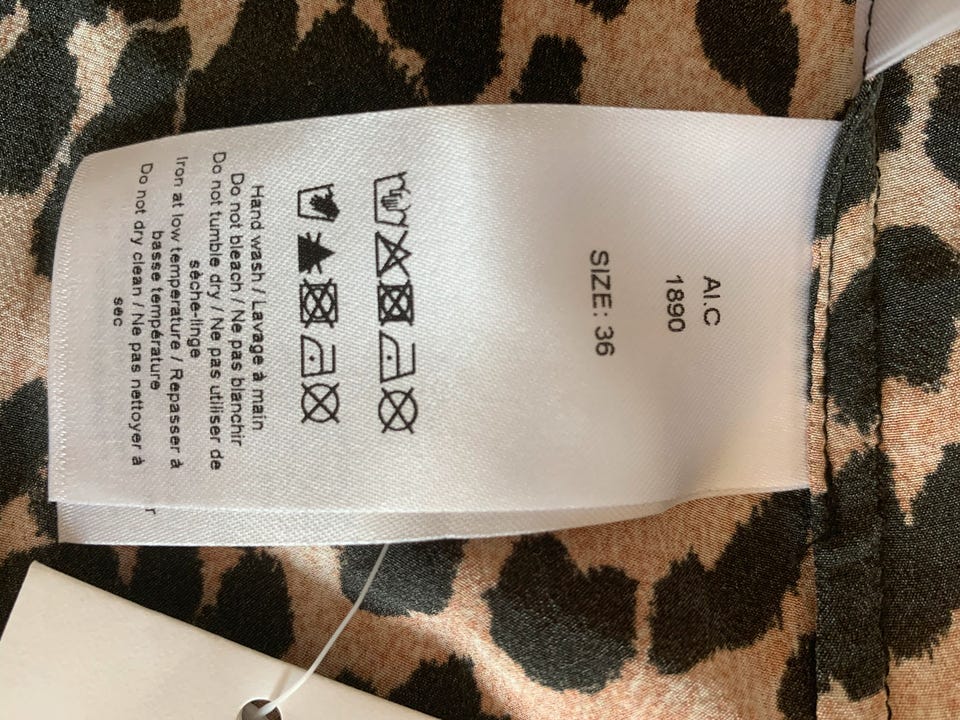 AI.C
1890
SIZE: 36
Hand wash / Lavage à main
Do not bleach / Ne pas blanchir
Do not tumble dry / Ne pas utiliser de
sèche-linge
Iron at low temperature / Repasser à
basse température
Do not dry clean / Ne pas nettoyer à
sec
r